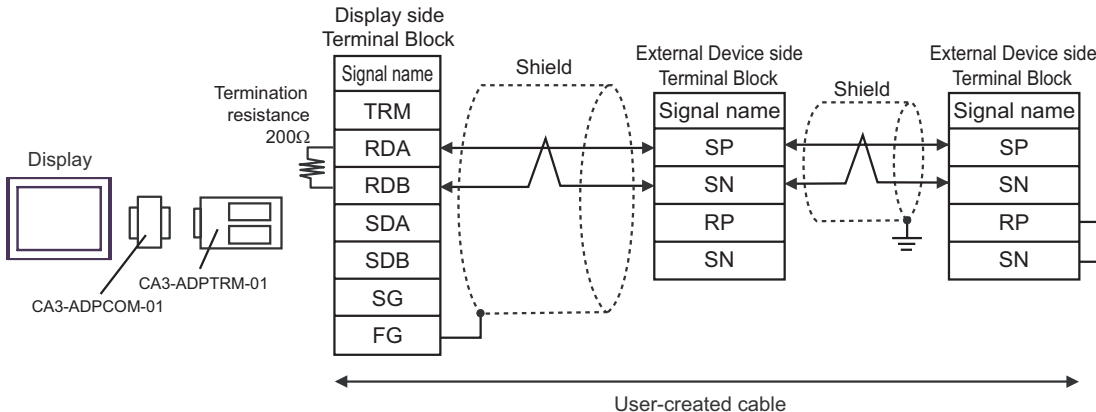 Display side
Terminal Block
Signal name
TRM
RDA
RDB
SDA
SDB
SG
FG
Termination
resistance
200Ω
Display
CA3-ADPCOM-01
CA3-ADPTRM-01
Shield
External Device side
Terminal Block
Signal name
SP
SN
RP
SN
Shield
External Device side
Terminal Block
Signal name
SP
SN
RP
SN
User-created cable